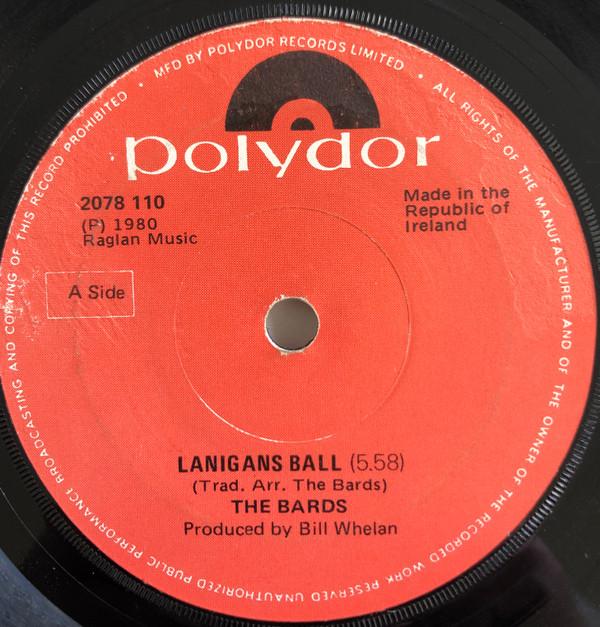 MFD BY POLYDOR RECORDS LIMITED • ALL RIGHTS OF THE MANUFACTURER AND OF THE OWNER OF THE RECORDED WORK RESERVED UNAUTHORIZED PUBLIC PERFORMANCE BROADCASTING AND COPYING OF THIS RECORD PROHIBITED •
polydor
2078 110
(P) 1980
Raglan Music
Made in the
Republic of
Ireland
A Side
LANIGANS BALL (5.58)
(Trad. Arr. The Bards)
THE BARDS
Produced by Bill Whelan